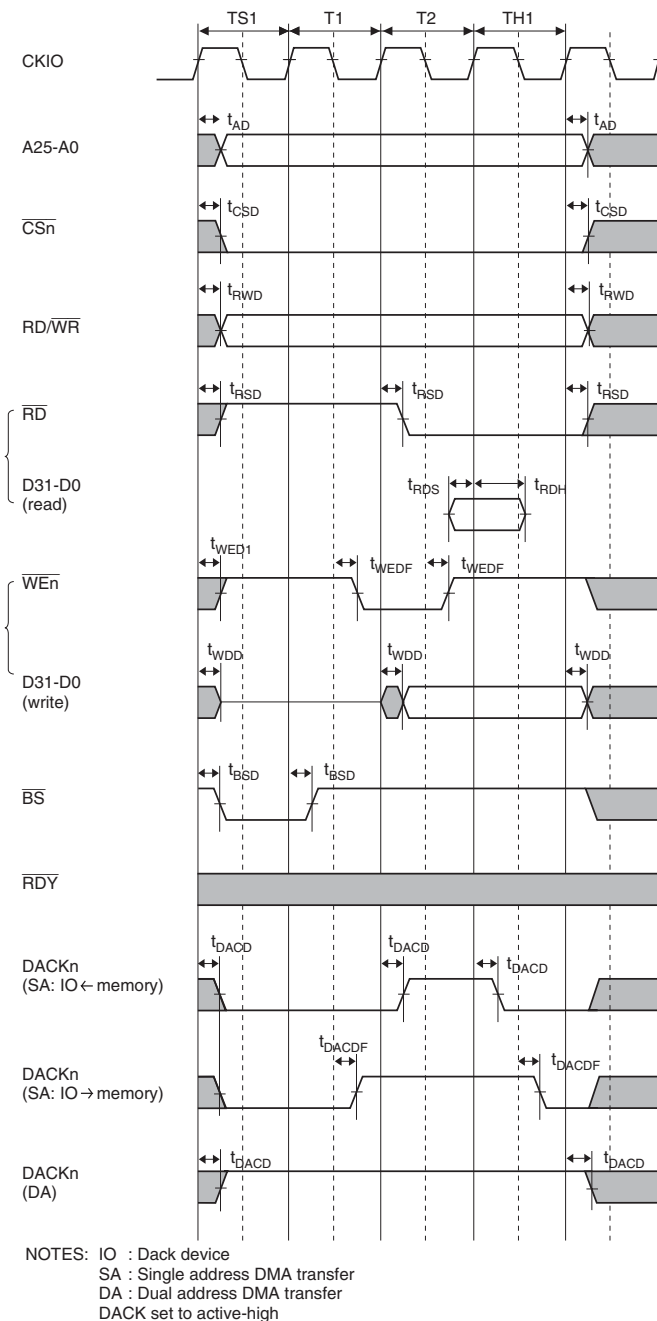 TS1 T1 T2 TH1
CKIO
tAD tAD
A25-A0
tCSD tCSD
CSn
tRWD tRWD
RD/WR
tRSD tRSD tRSD
RD
D31-D0
(read)
tRDS tRDH
tWED1 tWEDF tWEDF
WEn
tWDD tWDD tWDD
D31-D0
(write)
tBSD tBSD
BS
RDY
tDACD tDACD tDACD
DACKn
(SA: IO ← memory)
tDACDF tDACDF
DACKn
(SA: IO → memory)
tDACD tDACD
DACKn
(DA)
NOTES: IO : Dack device
SA : Single address DMA transfer
DA : Dual address DMA transfer
DACK set to active-high